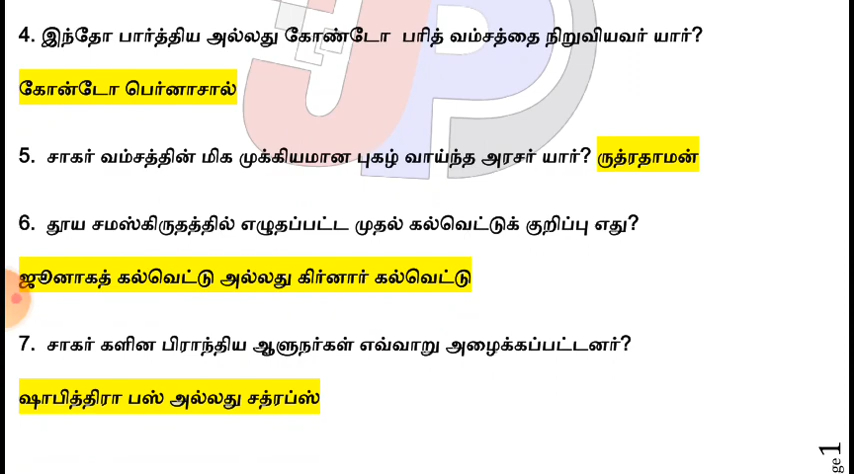 4. இந்தோ பார்த்திய அல்லது கோண்டோ பரித் வம்சத்தை நிறுவியவர் யார்?
கோன்டோ பெர்னாசால்
5. சாகர் வம்சத்தின் மிக முக்கியமான புகழ் வாய்ந்த அரசர் யார்? ருத்ரதாமன்
6. தூய சமஸ்கிருதத்தில் எழுதப்பட்ட முதல் கல்வெட்டுக் குறிப்பு எது?
ஜூனாகத் கல்வெட்டு அல்லது கிர்னார் கல்வெட்டு
7. சாகர் களின பிராந்திய ஆளுநர்கள் எவ்வாறு அழைக்கப்பட்டனர்?
ஷாபித்திரா பஸ் அல்லது சத்ரப்ஸ்
ge 1